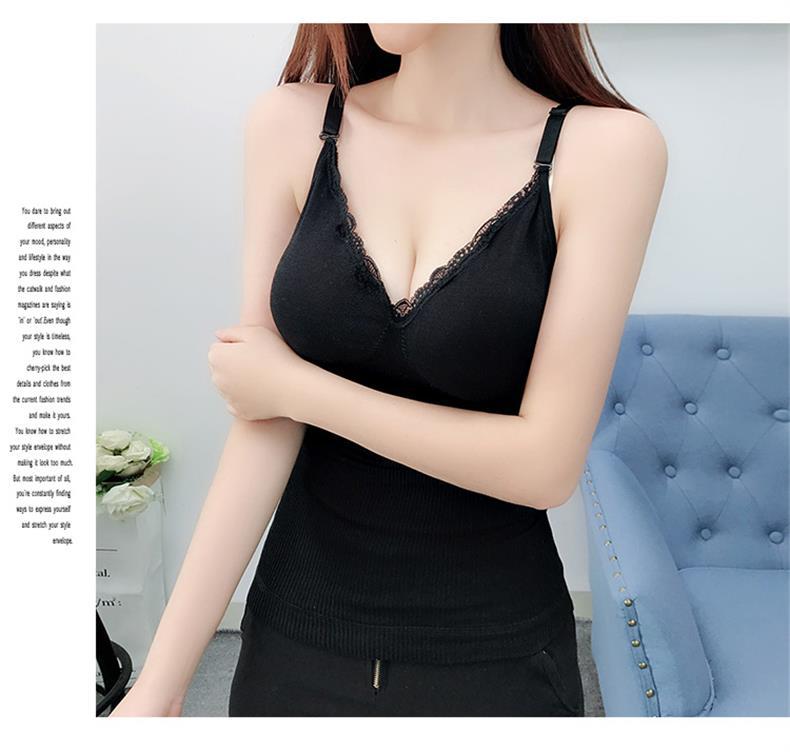 You dare to bring out
different aspects of
your mood, personality
and lifestyle in the way
you dress despite what
the catwalk and fashion
magazines are saying is
'in' or 'out'.Even though
your style is timeless,
you know how to
cherry-pick the best
details and clothes from
the current fashion trends
and make it yours.
You know how to stretch
your style envelope without
making it look too much.
But most important of all,
you're constantly finding
ways to express yourself
and stretch your style
envelope.
tal.
/m²: